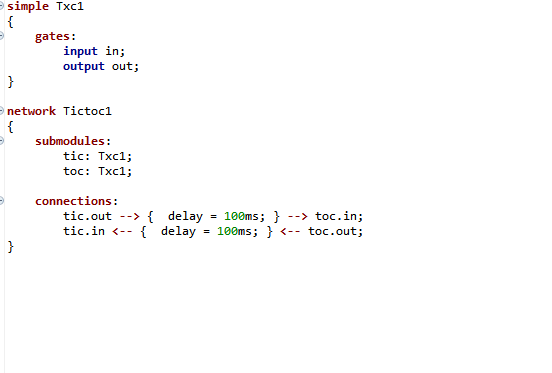 simple Txc1
{
    gates:
        input in;
        output out;
}
network Tictoc1
{
    submodules:
        tic: Txc1;
        toc: Txc1;
    connections:
        tic.out --> {  delay = 100ms; } --> toc.in;
        tic.in <-- {  delay = 100ms; } <-- toc.out;
}